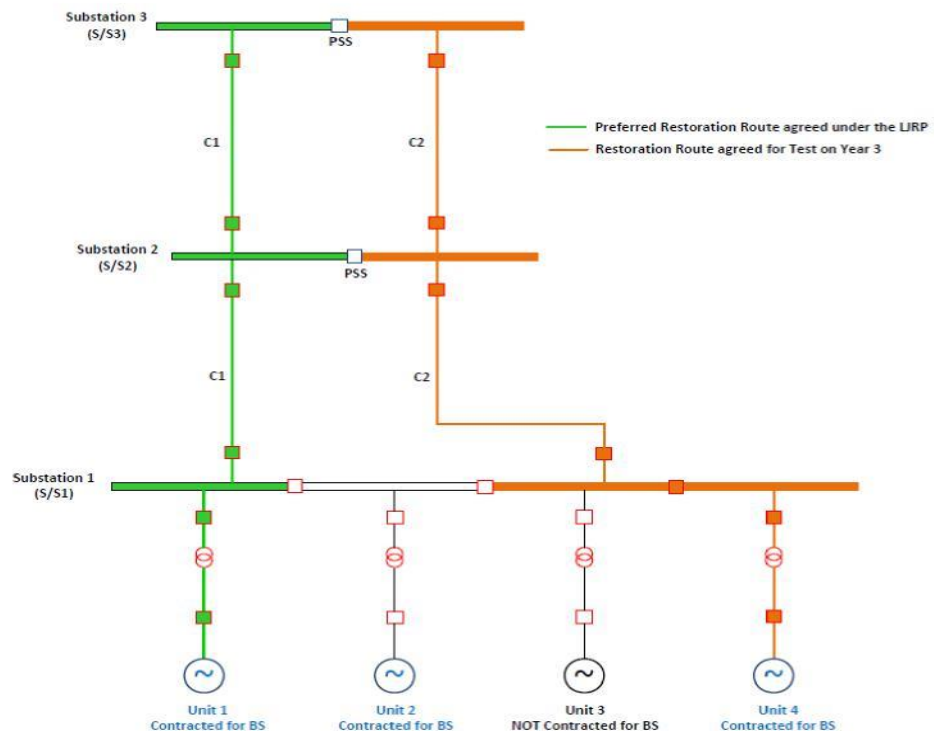 Substation 3
(S/S3)
PSS
C1
C2
Preferred Restoration Route agreed under the LJRP
Restoration Route agreed for Test on Year 3
Substation 2
(S/S2)
PSS
C1
C2
Substation 1
(S/S1)
~
~
~
~
Unit 1
Contracted for BS
Unit 2
Contracted for BS
Unit 3
NOT Contracted for BS
Unit 4
Contracted for BS